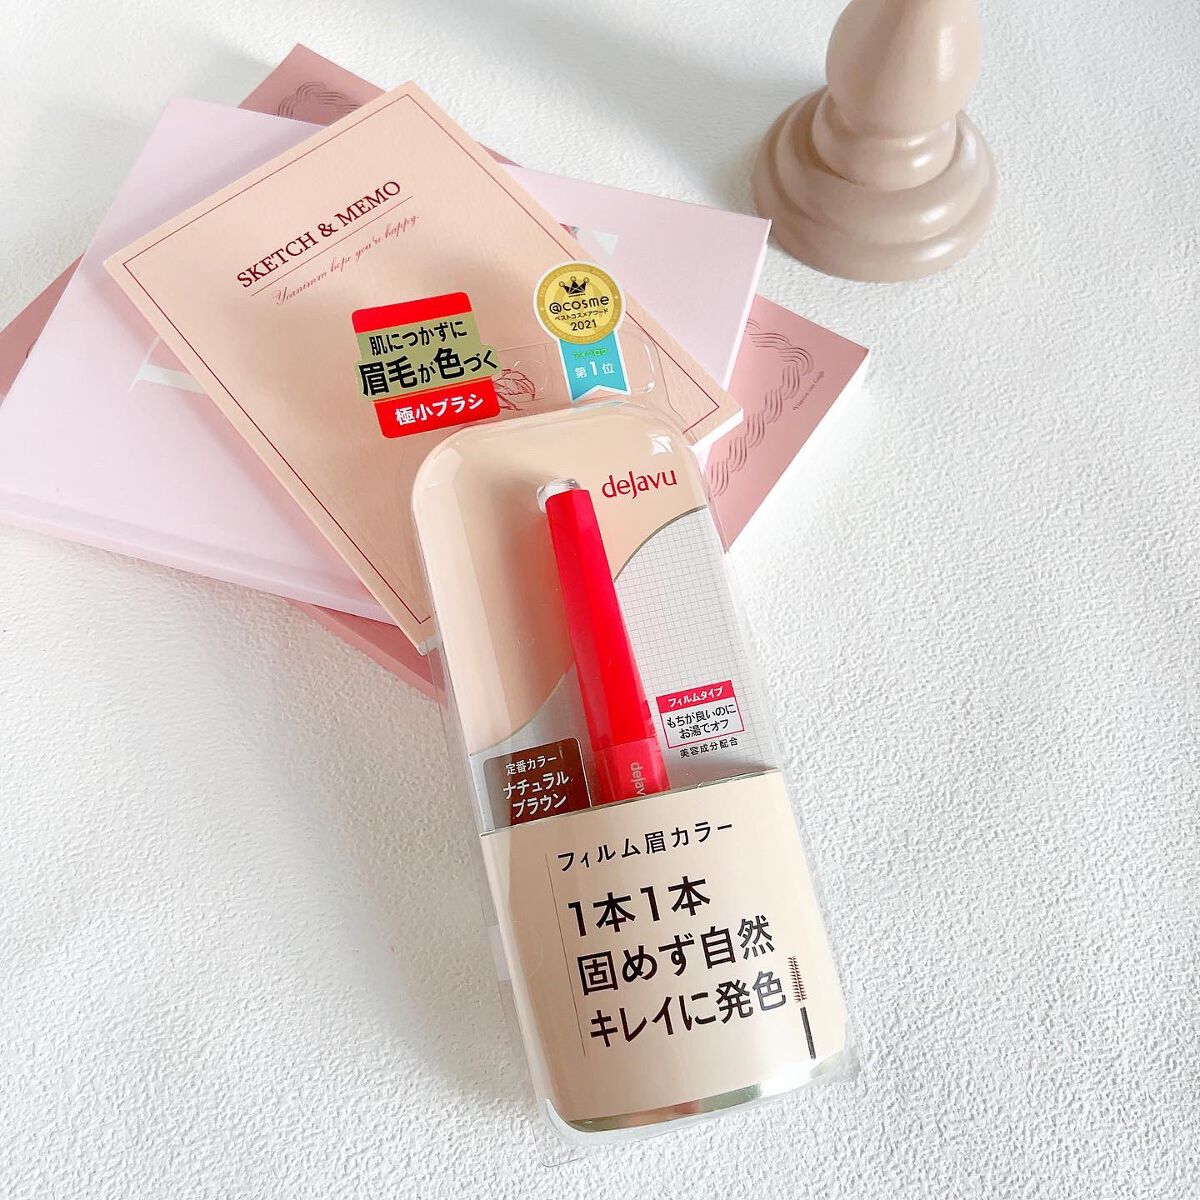 SKETCH & MEMO
肌につかずに
眉毛が色づく
極小ブラシ
@cosme
ベストコスメアワード
2021
アイブロウ
第1位
dejavu
フィルムタイプ
もちが良いのに
お湯でオフ
美容成分配合
定番カラー
ナチュラル
ブラウン
dejavu
フィルム眉カラー
1本1本
固めず自然
キレイに発色